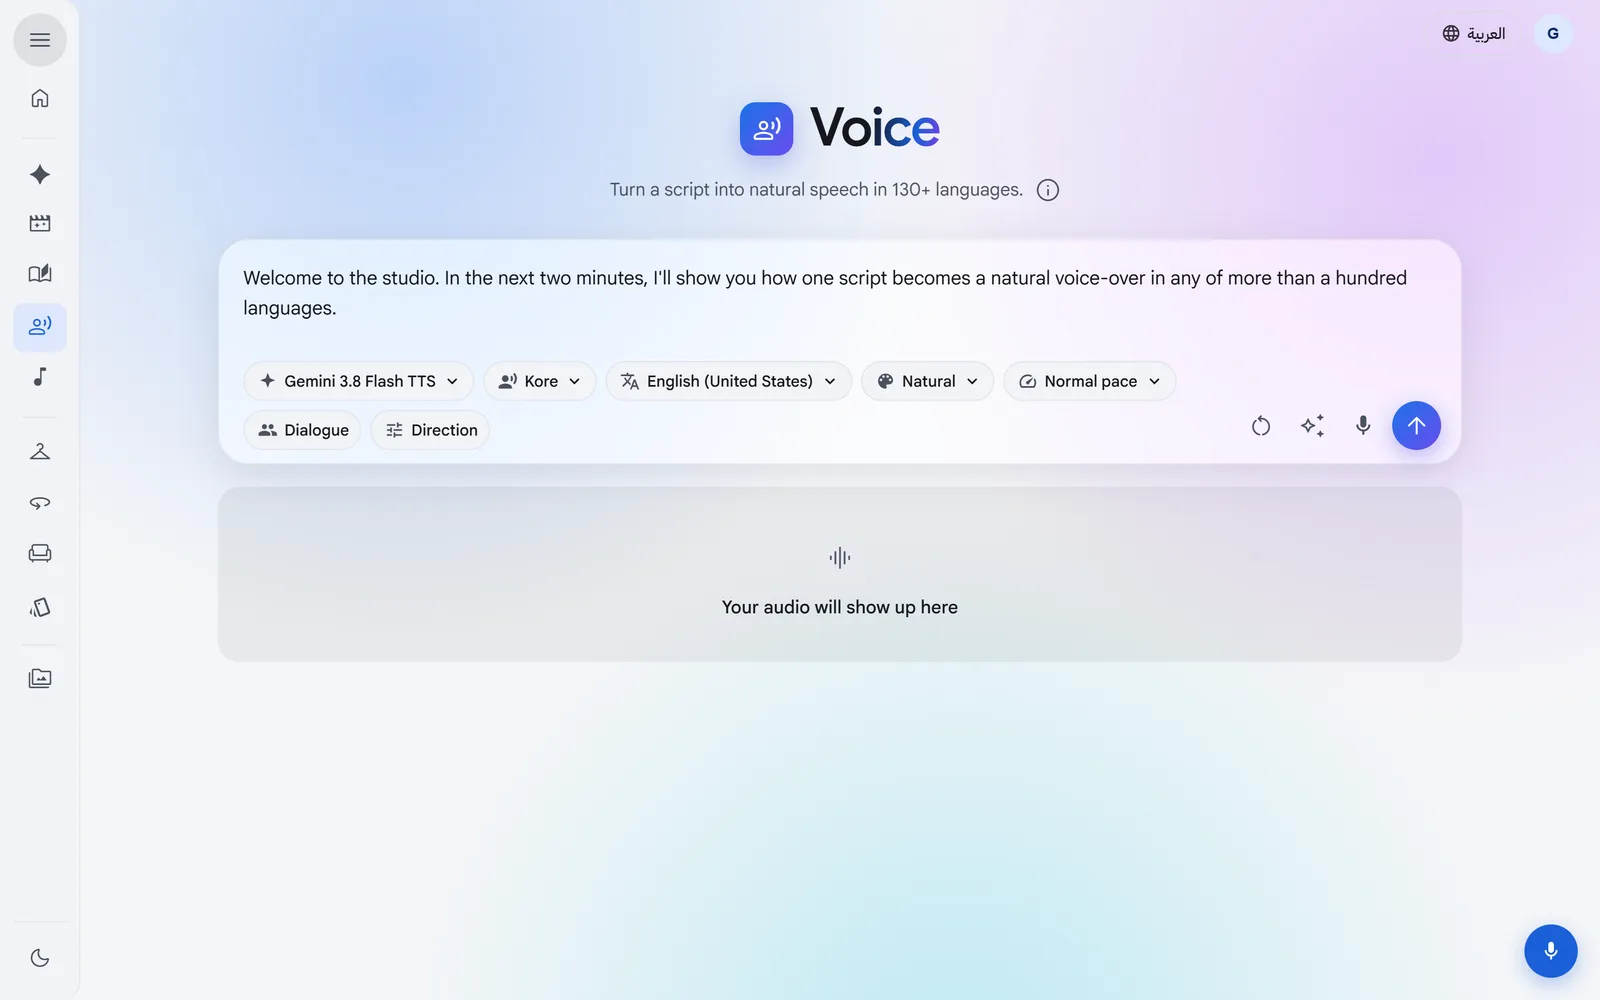 العربية
G
Voice
Turn a script into natural speech in 130+ languages.
Welcome to the studio. In the next two minutes, I'll show you how one script becomes a natural voice-over in any of more than a hundred
languages.
Gemini 3.8 Flash TTS
Kore
English (United States)
Natural
Normal pace
Dialogue
Direction
Your audio will show up here